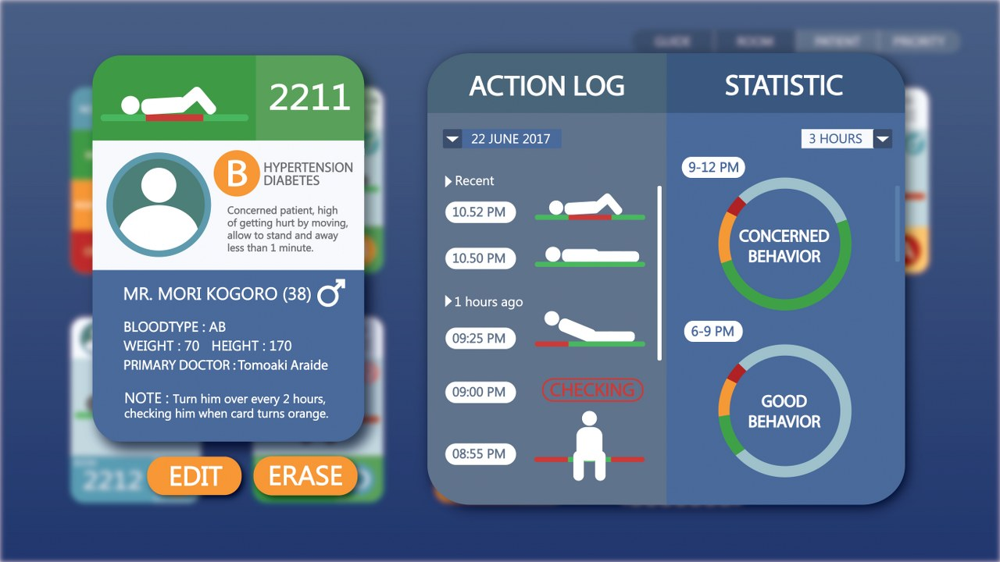 GUIDE
ROOM
PATIENT
PRIORITY
2211
B
HYPERTENSION
DIABETES
Concerned patient, high
of getting hurt by moving,
allow to stand and away
less than 1 minute.
MR. MORI KOGORO (38)
BLOODTYPE : AB
WEIGHT : 70 HEIGHT : 170
PRIMARY DOCTOR : Tomoaki Araide
NOTE : Turn him over every 2 hours,
checking him when card turns orange.
2212
EDIT
ERASE
ACTION LOG
22 JUNE 2017
Recent
10.52 PM
10.50 PM
1 hours ago
09:25 PM
09:00 PM
CHECKING
08:55 PM
STATISTIC
3 HOURS
9-12 PM
CONCERNED
BEHAVIOR
6-9 PM
GOOD
BEHAVIOR